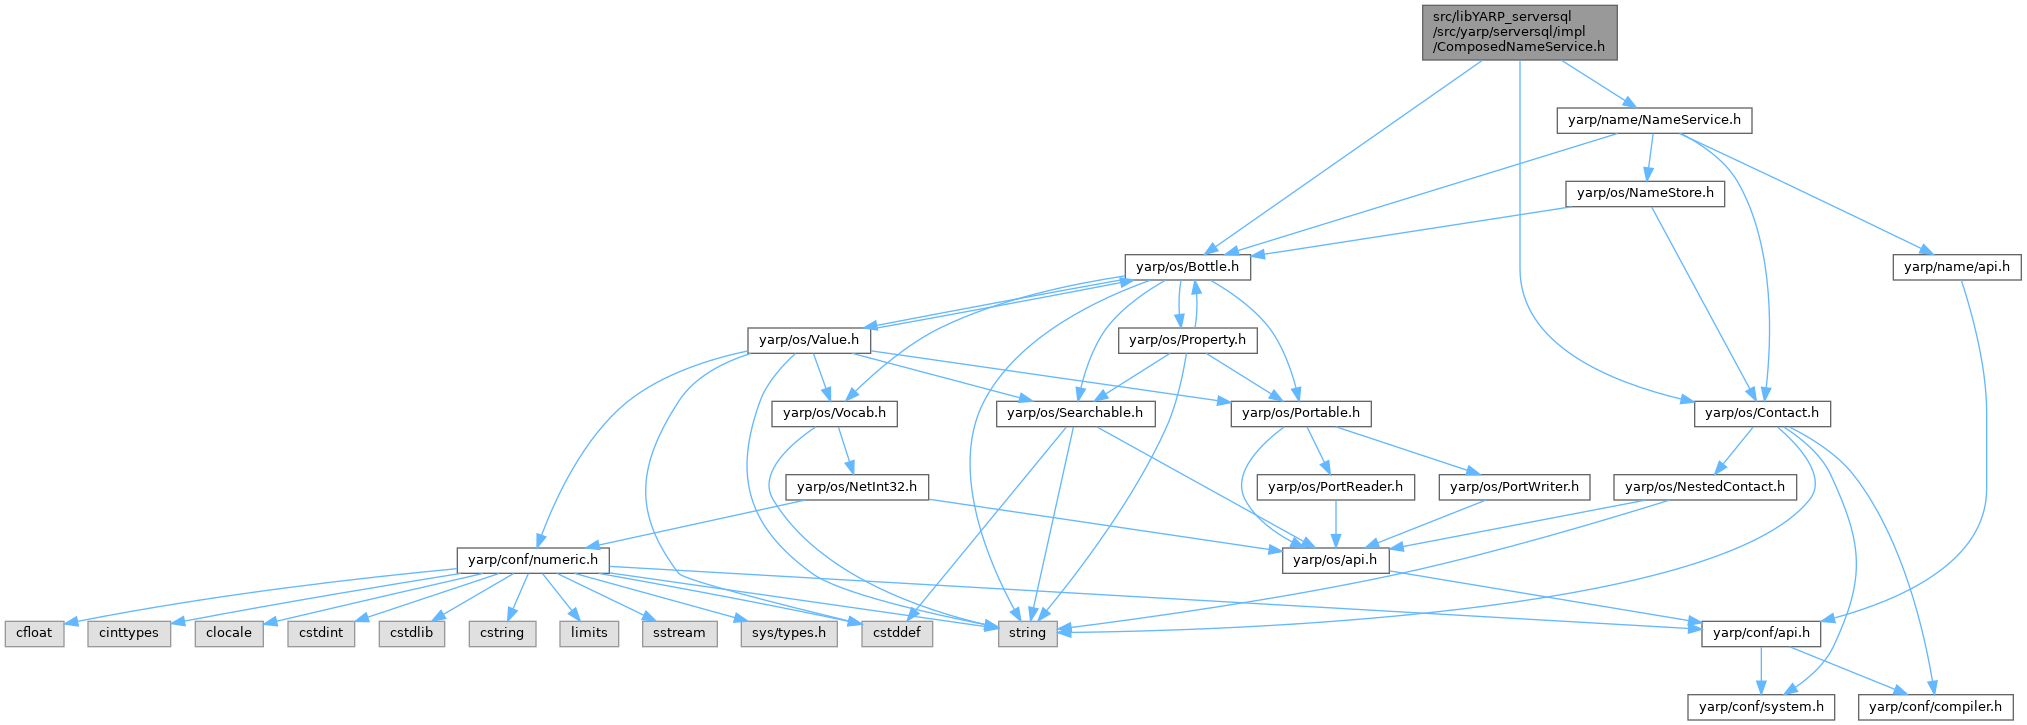 src/libYARP_serversql
/src/yarp/serversql/impl
/ComposedNameService.h
yarp/name/NameService.h
yarp/os/NameStore.h
yarp/os/Bottle.h
yarp/name/api.h
yarp/os/Value.h
yarp/os/Property.h
yarp/os/Vocab.h
yarp/os/Searchable.h
yarp/os/Portable.h
yarp/os/Contact.h
yarp/os/NetInt32.h
yarp/os/PortReader.h
yarp/os/PortWriter.h
yarp/os/NestedContact.h
yarp/conf/numeric.h
yarp/os/api.h
cfloat
cinttypes
clocale
cstdint
cstdlib
cstring
limits
sstream
sys/types.h
cstddef
string
yarp/conf/api.h
yarp/conf/system.h
yarp/conf/compiler.h